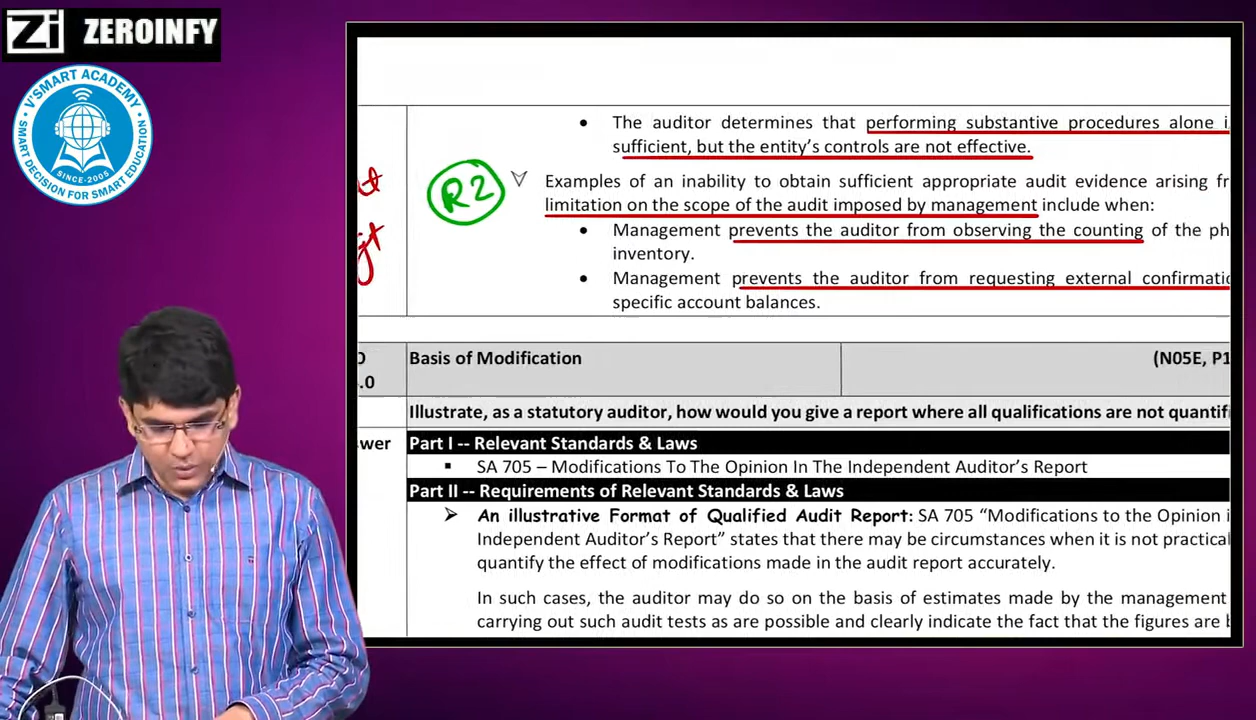 Zi ZEROINFY
V'SMART ACADEMY
SMART DECISION FOR SMART EDUCATION
SINCE-2005
• The auditor determines that performing substantive procedures alone
sufficient, but the entity's controls are not effective.
R2
Examples of an inability to obtain sufficient appropriate audit evidence arising
limitation on the scope of the audit imposed by management include when:
• Management prevents the auditor from observing the counting of the
inventory.
• Management prevents the auditor from requesting external
specific account balances.
.0
Basis of Modification
(N05E,
Illustrate, as a statutory auditor, how would you give a report where all qualifications are not
Part I -- Relevant Standards & Laws
▪ SA 705 – Modifications To The Opinion In The Independent Auditor's Report
Part II -- Requirements of Relevant Standards & Laws
➢ An illustrative Format of Qualified Audit Report: SA 705 "Modifications to the Opinion
Independent Auditor's Report" states that there may be circumstances when it is not
quantify the effect of modifications made in the audit report accurately.
In such cases, the auditor may do so on the basis of estimates made by the management
carrying out such audit tests as are possible and clearly indicate the fact that the figures are